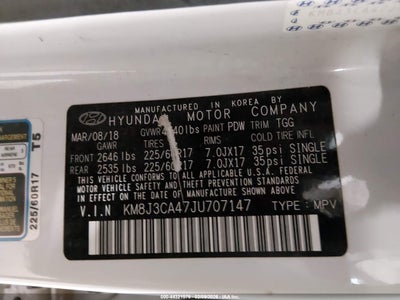 MANUFACTURED IN KOREA BY
HYUNDAI MOTOR COMPANY
MAR/08/18 GVWR lbs PAINT PDW TRIM TGG
GAWR TIRES RIMS COLD TIRE INFL
FRONT 2646 lbs 225/60R17 7.0JX17 35psi SINGLE
REAR 2535 lbs 225/60R17 7.0JX17 35psi SINGLE
THIS VEHICLE CONFORMS TO ALL APPLICABLE
U.S. FEDERAL MOTOR VEHICLE SAFETY BUMPER,
AND THEFT PREVENTION STANDARDS IN EFFECT ON
THE DATE OF MANUFACTURE SHOWN ABOVE.
V.I.N KM8J3CA47JU707147 TYPE: MPV
225/60R17 T5